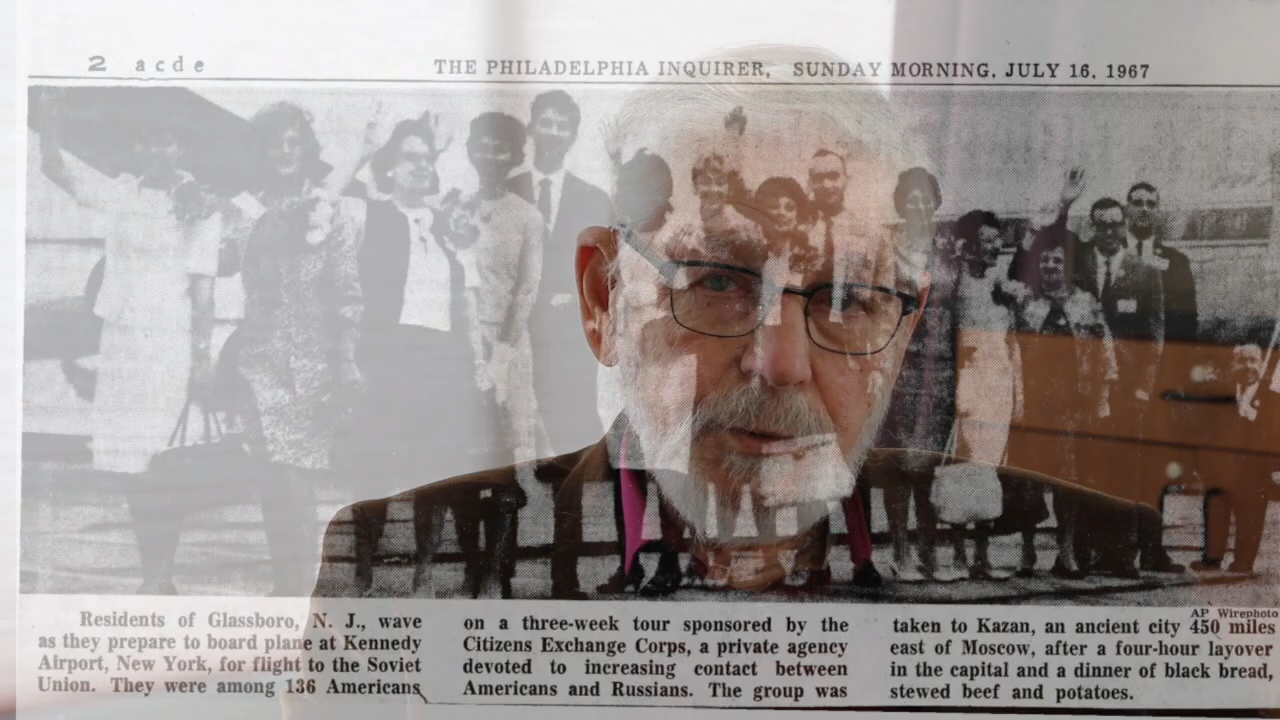 2 acde
THE PHILADELPHIA INQUIRER, SUNDAY MORNING, JULY 16, 1967
AP Wirephoto
Residents of Glassboro, N. J., wave
as they prepare to board plane at Kennedy
Airport, New York, for flight to the Soviet
Union. They were among 136 Americans
on a three-week tour sponsored by the
Citizens Exchange Corps, a private agency
devoted to increasing contact between
Americans and Russians. The group was
taken to Kazan, an ancient city 450 miles
east of Moscow, after a four-hour layover
in the capital and a dinner of black bread,
stewed beef and potatoes.